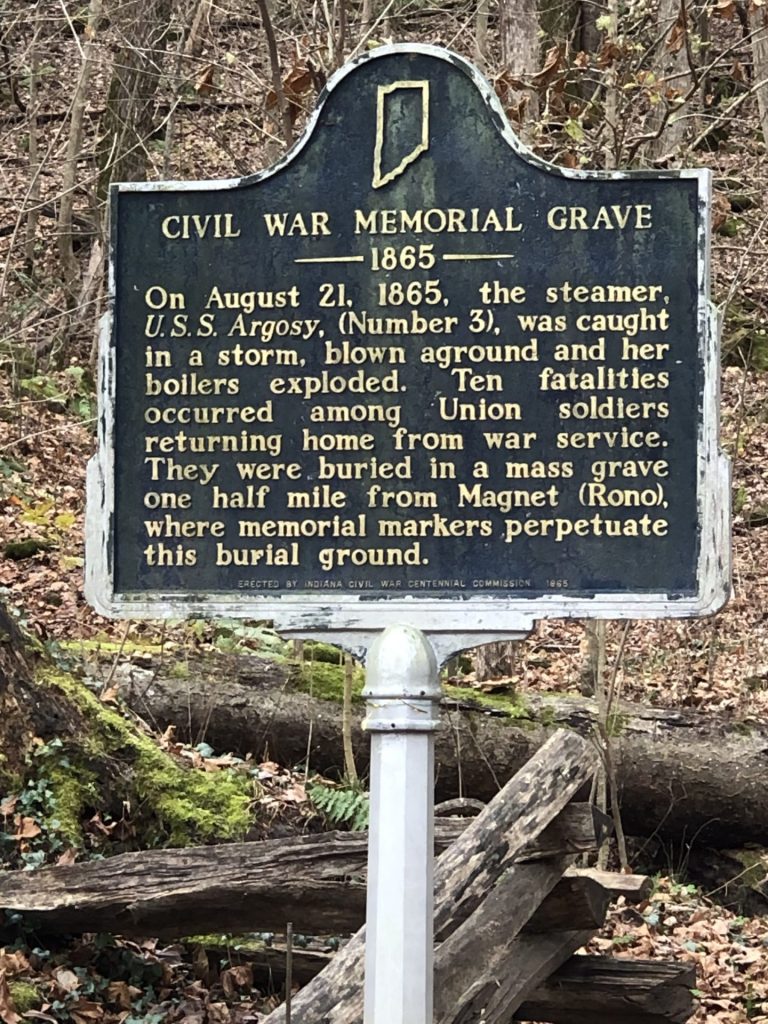 CIVIL WAR MEMORIAL GRAVE
1865
On August 21, 1865, the steamer,
U.S.S. Argosy, (Number 3), was caught
in a storm, blown aground and her
boilers exploded. Ten fatalities
occurred among Union soldiers
returning home from war service.
They were buried in a mass grave
one half mile from Magnet (Rono),
where memorial markers perpetuate
this burial ground.
ERECTED BY INDIANA CIVIL WAR CENTENNIAL COMMISSION 1965